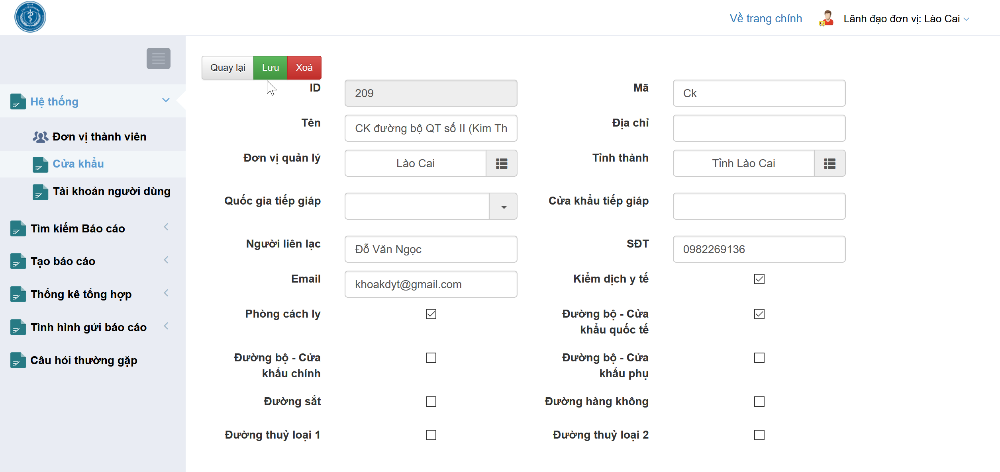 Về trang chính
Lãnh đạo đơn vị: Lào Cai
Quay lại Lưu Xoá
Hệ thống
Đơn vị thành viên
Cửa khẩu
Tài khoản người dùng
Tìm kiếm Báo cáo
Tạo báo cáo
Thống kê tổng hợp
Tình hình gửi báo cáo
Câu hỏi thường gặp
ID 209
Mã Ck
Tên CK đường bộ QT số II (Kim Th
Địa chỉ
Đơn vị quản lý Lào Cai
Tỉnh thành Tỉnh Lào Cai
Quốc gia tiếp giáp
Cửa khẩu tiếp giáp
Người liên lạc Đỗ Văn Ngọc
SĐT 0982269136
Email khoakdyt@gmail.com
Kiểm dịch y tế
Phòng cách ly
Đường bộ - Cửa
khẩu quốc tế
Đường bộ - Cửa
khẩu chính
Đường bộ - Cửa
khẩu phụ
Đường sắt
Đường hàng không
Đường thuỷ loại 1
Đường thuỷ loại 2